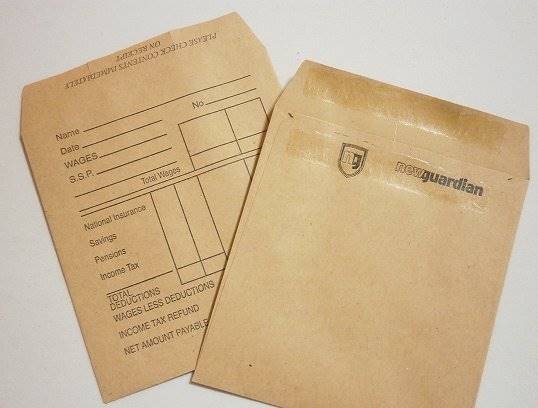 PLEASE CHECK CONTENTS IMMEDIATELY
ON RECEIPT
No
Name
Date
WAGES
S.S.P.
Total Wages
National Insurance
Savings
Pensions
Income Tax
TOTAL
DEDUCTIONS
WAGES LESS DEDUCTIONS
INCOME TAX REFUND
NET AMOUNT PAYABLE
ng
newguardian